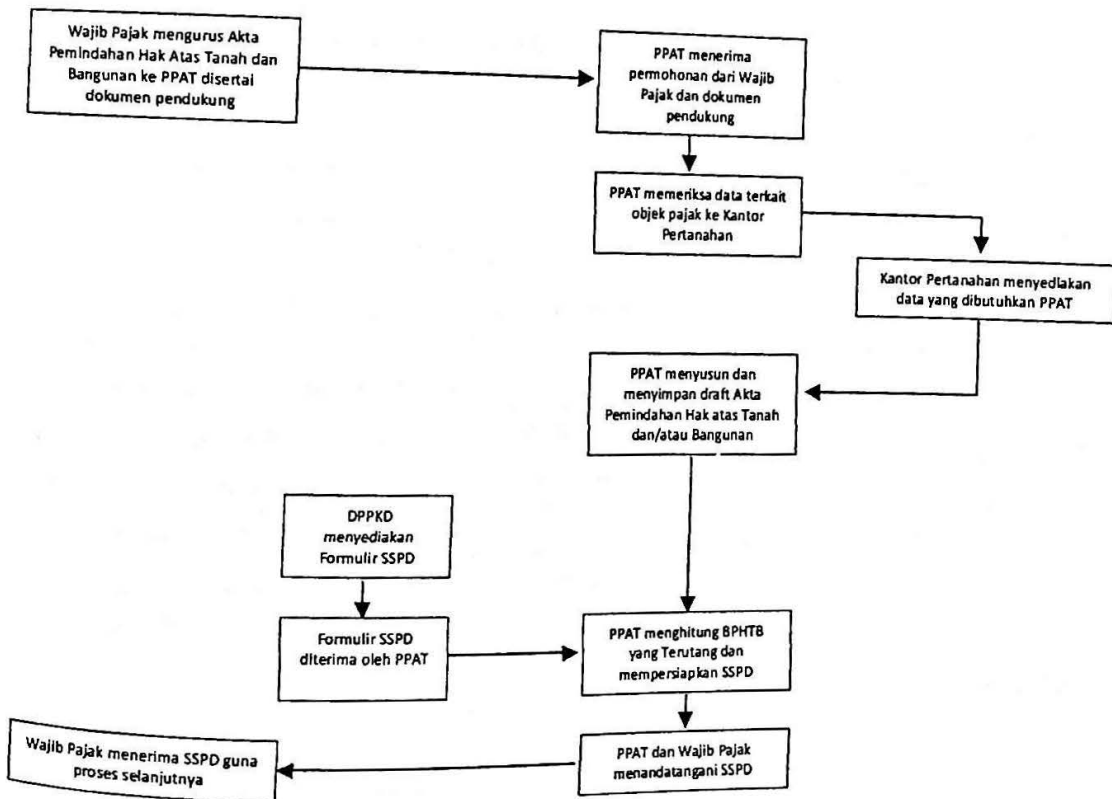 Wajib Pajak mengurus Akta
Pemindahan Hak Atas Tanah dan
Bangunan ke PPAT disertai
dokumen pendukung
PPAT menerima
permohonan dari Wajib
Pajak dan dokumen
pendukung
PPAT memeriksa data terkait
objek pajak ke Kantor
Pertanahan
Kantor Pertanahan menyediakan
data yang dibutuhkan PPAT
PPAT menyusun dan
menyimpan draft Akta
Pemindahan Hak atas Tanah
dan/atau Bangunan
DPPKD
menyediakan
Formulir SSPD
Formulir SSPD
diterima oleh PPAT
PPAT menghitung BPHTB
yang Terutang dan
mempersiapkan SSPD
PPAT dan Wajib Pajak
menandatangani SSPD
Wajib Pajak menerima SSPD guna
proses selanjutnya